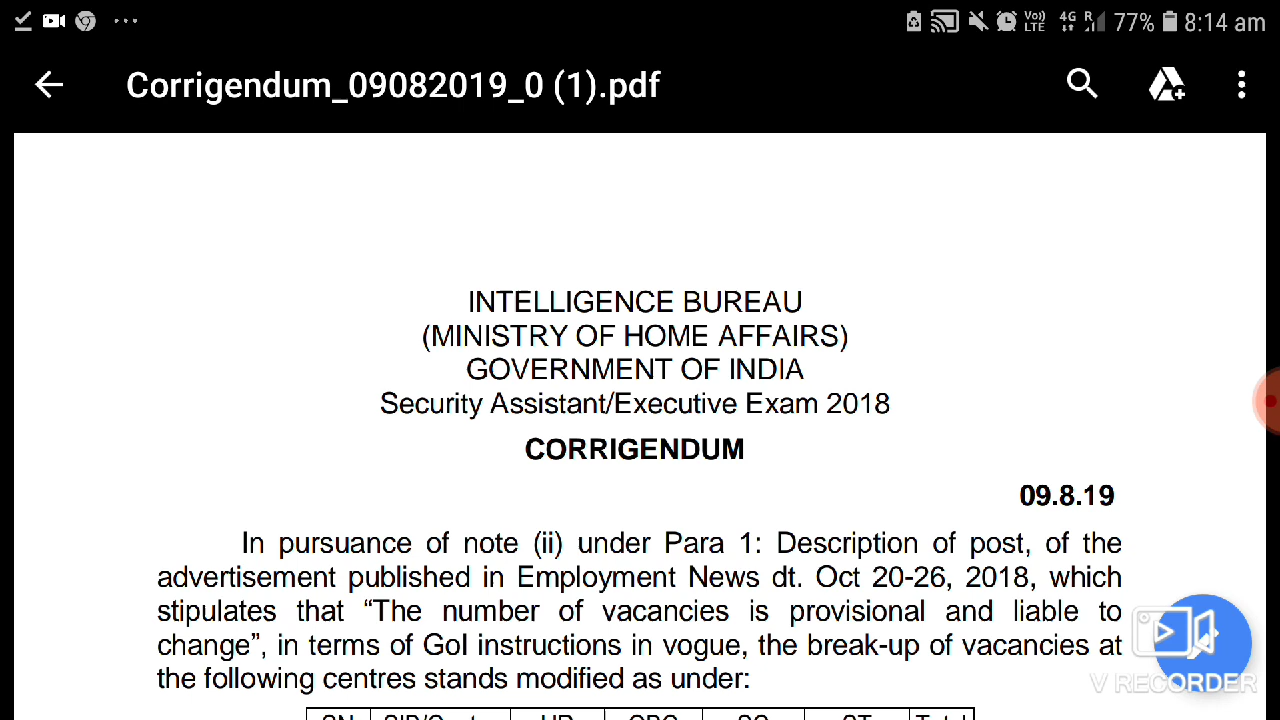 4G R 77% 8:14 am
Vo)) LTE
Corrigendum_09082019_0 (1).pdf
INTELLIGENCE BUREAU
(MINISTRY OF HOME AFFAIRS)
GOVERNMENT OF INDIA
Security Assistant/Executive Exam 2018
CORRIGENDUM
09.8.19
In pursuance of note (ii) under Para 1: Description of post, of the
advertisement published in Employment News dt. Oct 20-26, 2018, which
stipulates that “The number of vacancies is provisional and liable to
change”, in terms of GoI instructions in vogue, the break-up of vacancies at
the following centres stands modified as under:
V RECORDER